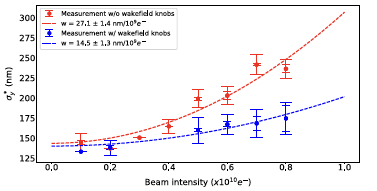 Measurement w/o wakefield knobs
w = 27,1 ± 1,4 nm/10⁹e⁻
Measurement w/ wakefield knobs
w = 14,5 ± 1,3 nm/10⁹e⁻
300
275
250
225
200
175
150
125
σ*y (nm)
0,0 0,2 0,4 0,6 0,8 1,0
Beam intensity (x10¹⁰e⁻)